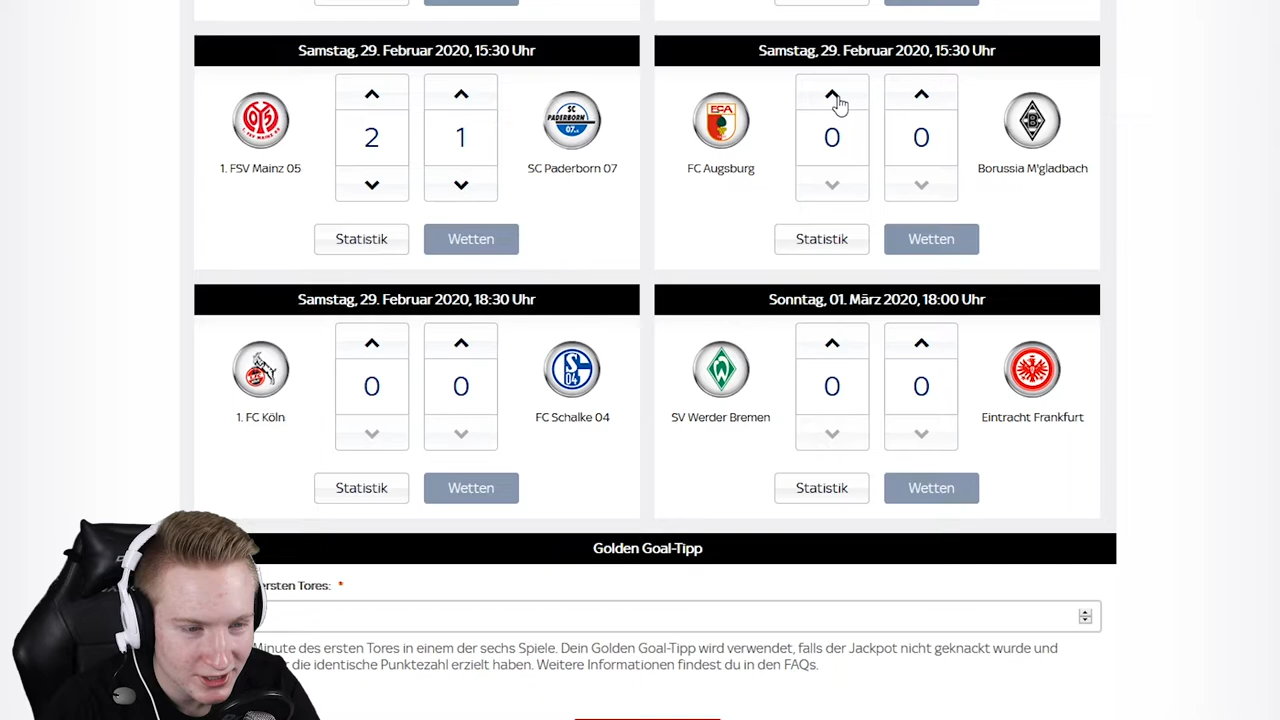 Samstag, 29. Februar 2020, 15:30 Uhr
2 1
1. FSV Mainz 05
SC PADERBORN 07
SC Paderborn 07
Statistik Wetten
Samstag, 29. Februar 2020, 15:30 Uhr
FCA
0 0
FC Augsburg
Borussia M'gladbach
Statistik Wetten
Samstag, 29. Februar 2020, 18:30 Uhr
0 0
1. FC Köln
FC Schalke 04
Statistik Wetten
Sonntag, 01. März 2020, 18:00 Uhr
0 0
SV Werder Bremen
Eintracht Frankfurt
Statistik Wetten
Golden Goal-Tipp
ersten Tores: *
Minute des ersten Tores in einem der sechs Spiele. Dein Golden Goal-Tipp wird verwendet, falls der Jackpot nicht geknackt wurde und
die identische Punktezahl erzielt haben. Weitere Informationen findest du in den FAQs.